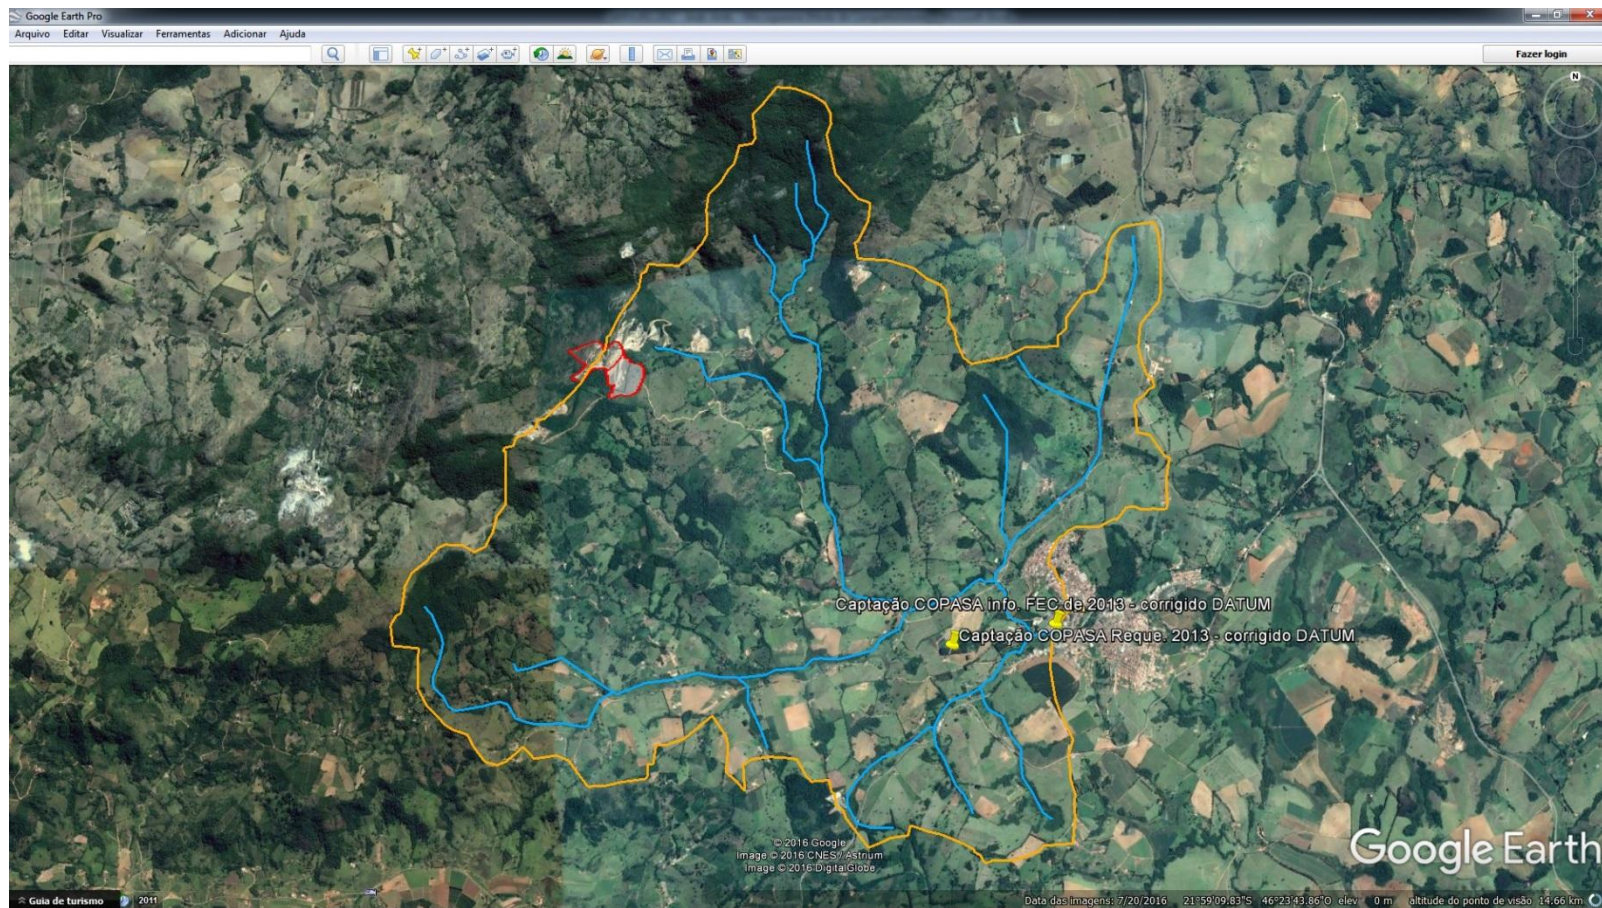 Google Earth Pro
Arquivo Editar Visualizar Ferramentas Adicionar Ajuda
Fazer login
N
Captação COPASA info. FEC de 2013 - corrigido DATUM
Captação COPASA Reque. 2013 - corrigido DATUM
© 2016 Google
Image © 2016 CNES / Astrium
Image © 2016 DigitalGlobe
Google Earth
Guia de turismo 2011
Data das imagens: 7/20/2016 21°59'09.83"S 46°23'43.86"O elev 0 m altitude do ponto de visão 14,66 km